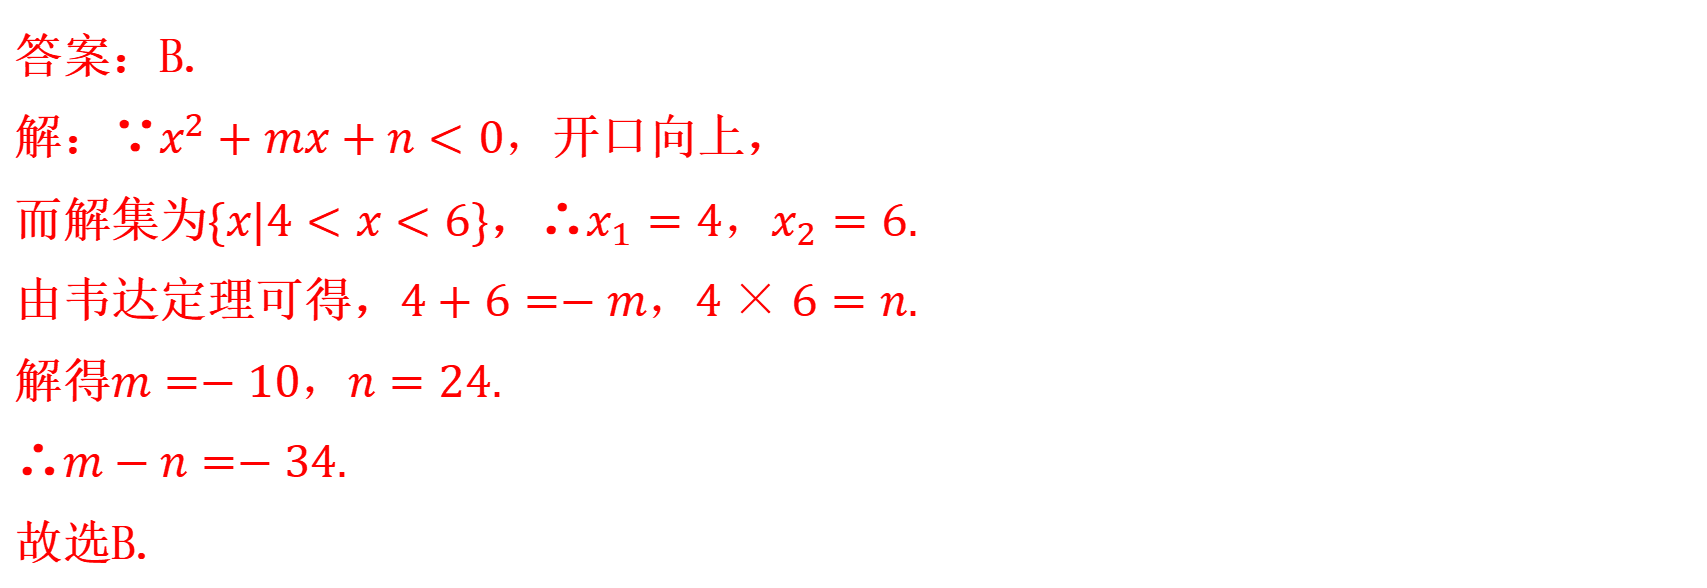 答案：B.
解：∵x² + mx + n < 0，开口向上，
而解集为{x|4 < x < 6}，∴x₁ = 4，x₂ = 6.
由韦达定理可得，4 + 6 =− m，4 × 6 = n.
解得m =− 10，n = 24.
∴m − n =− 34.
故选B.